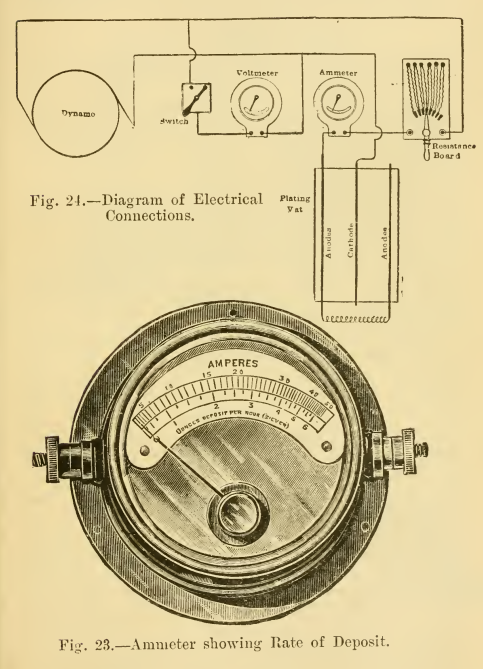 Dynamo
Switch
Voltmeter
Ammeter
Resistance
Board
Fig. 24.—Diagram of Electrical
Connections.
Plating
Vat
Anodes
Cathode
Anodes
AMPERES
5 10 15 20 30 40 50
1 2 3 4 5 6
OUNCES DEPOSIT PER HOUR (SILVER)
Fig. 23.—Ammeter showing Rate of Deposit.